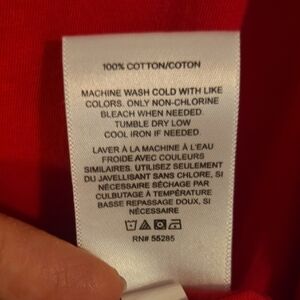 100% COTTON/COTON
MACHINE WASH COLD WITH LIKE
COLORS. ONLY NON-CHLORINE
BLEACH WHEN NEEDED.
TUMBLE DRY LOW
COOL IRON IF NEEDED.
LAVER À LA MACHINE À L'EAU
FROIDE AVEC COULEURS
SIMILAIRES. UTILISEZ SEULEMENT
DU JAVELLISANT SANS CHLORE, SI
NÉCESSAIRE SÉCHAGE PAR
CULBUTAGE À TEMPÉRATURE
BASSE REPASSAGE DOUX, SI
NÉCESSAIRE
RN# 55285